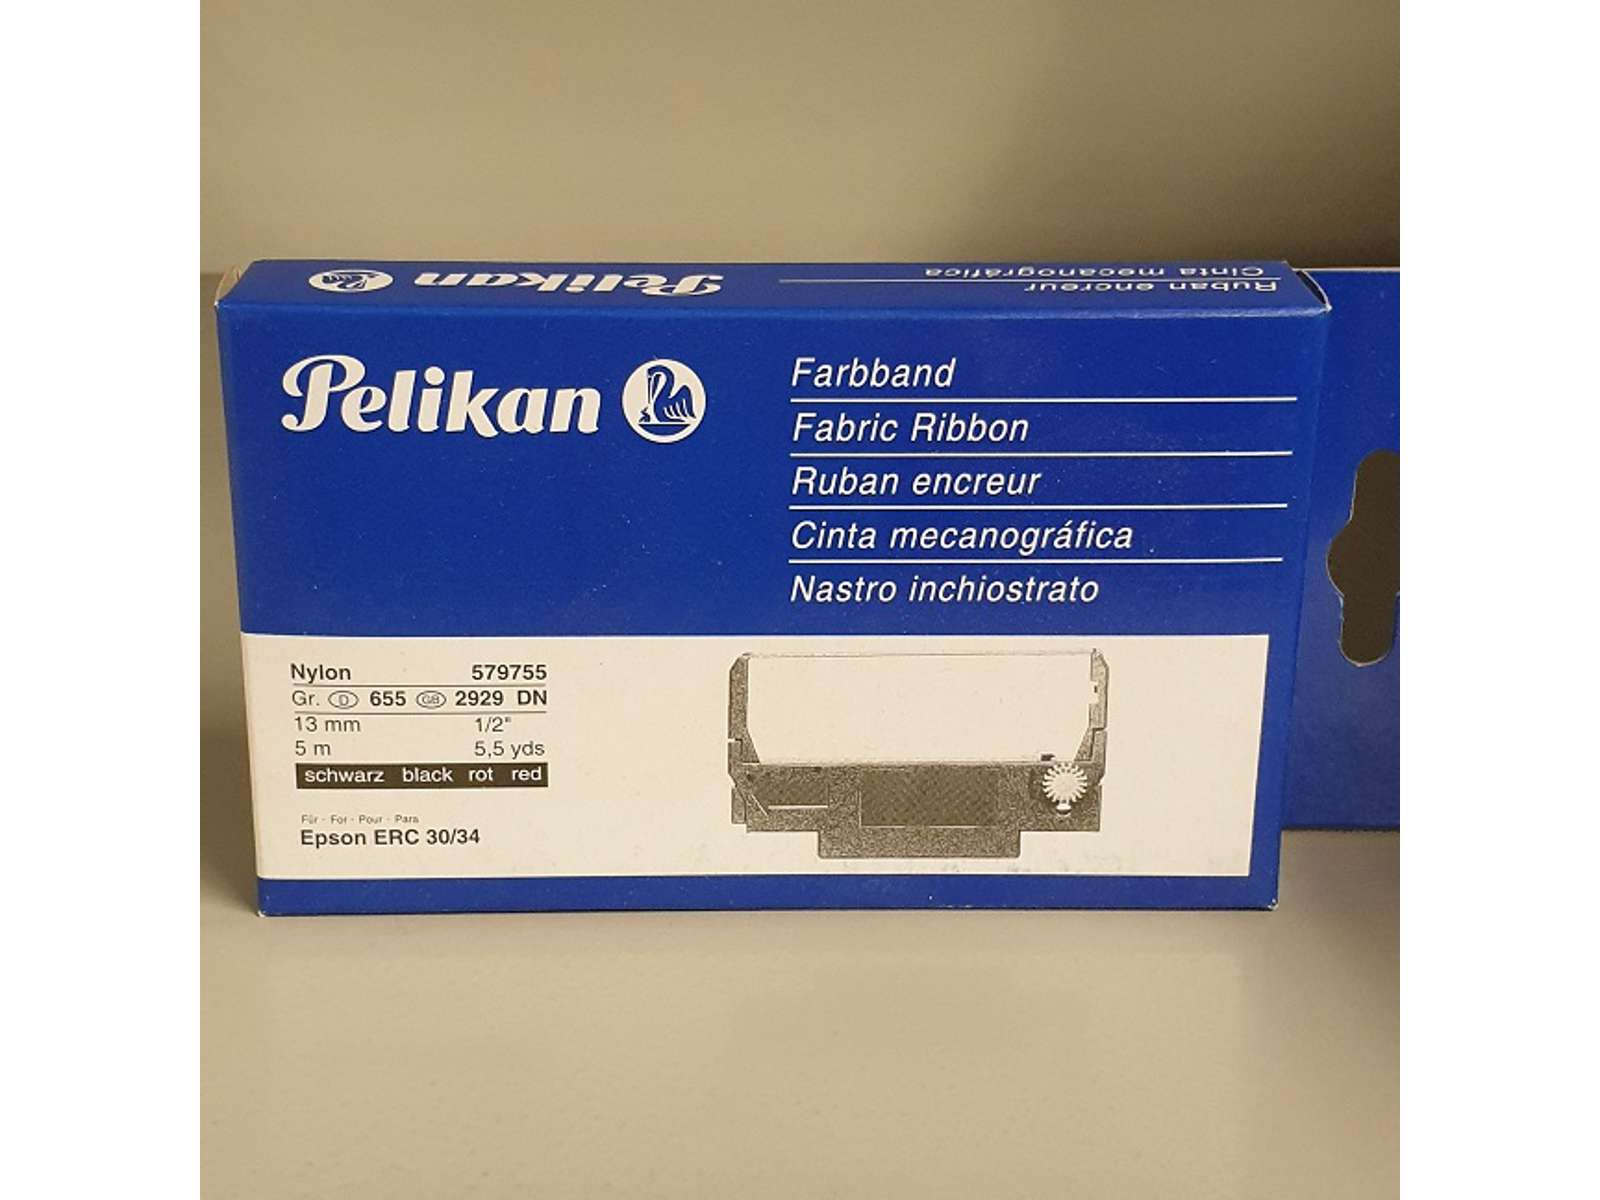 Pelikan
Ruban encreur
Cinta mecanográfica
Pelikan
Farbband
Fabric Ribbon
Ruban encreur
Cinta mecanográfica
Nastro inchiostrato
Nylon 579755
Gr. D 655 GB 2929 DN
13 mm 1/2"
5 m 5,5 yds
schwarz black rot red
Für - For - Pour - Para
Epson ERC 30/34